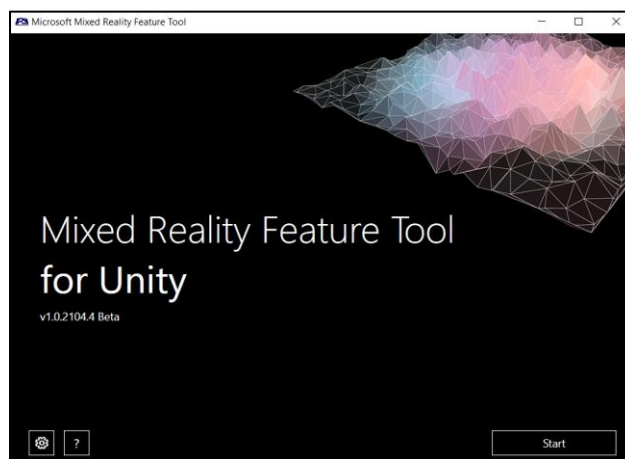 Microsoft Mixed Reality Feature Tool
Mixed Reality Feature Tool
for Unity
v1.0.2104.4 Beta
?
Start